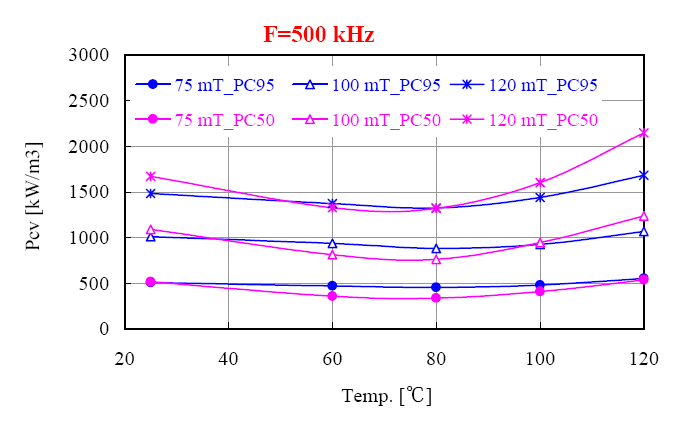 F=500 kHz
3000
75 mT_PC95 100 mT_PC95 120 mT_PC95
2500
75 mT_PC50 100 mT_PC50 120 mT_PC50
2000
1500
1000
500
0
Pcv [kW/m3]
20 40 60 80 100 120
Temp. [℃]